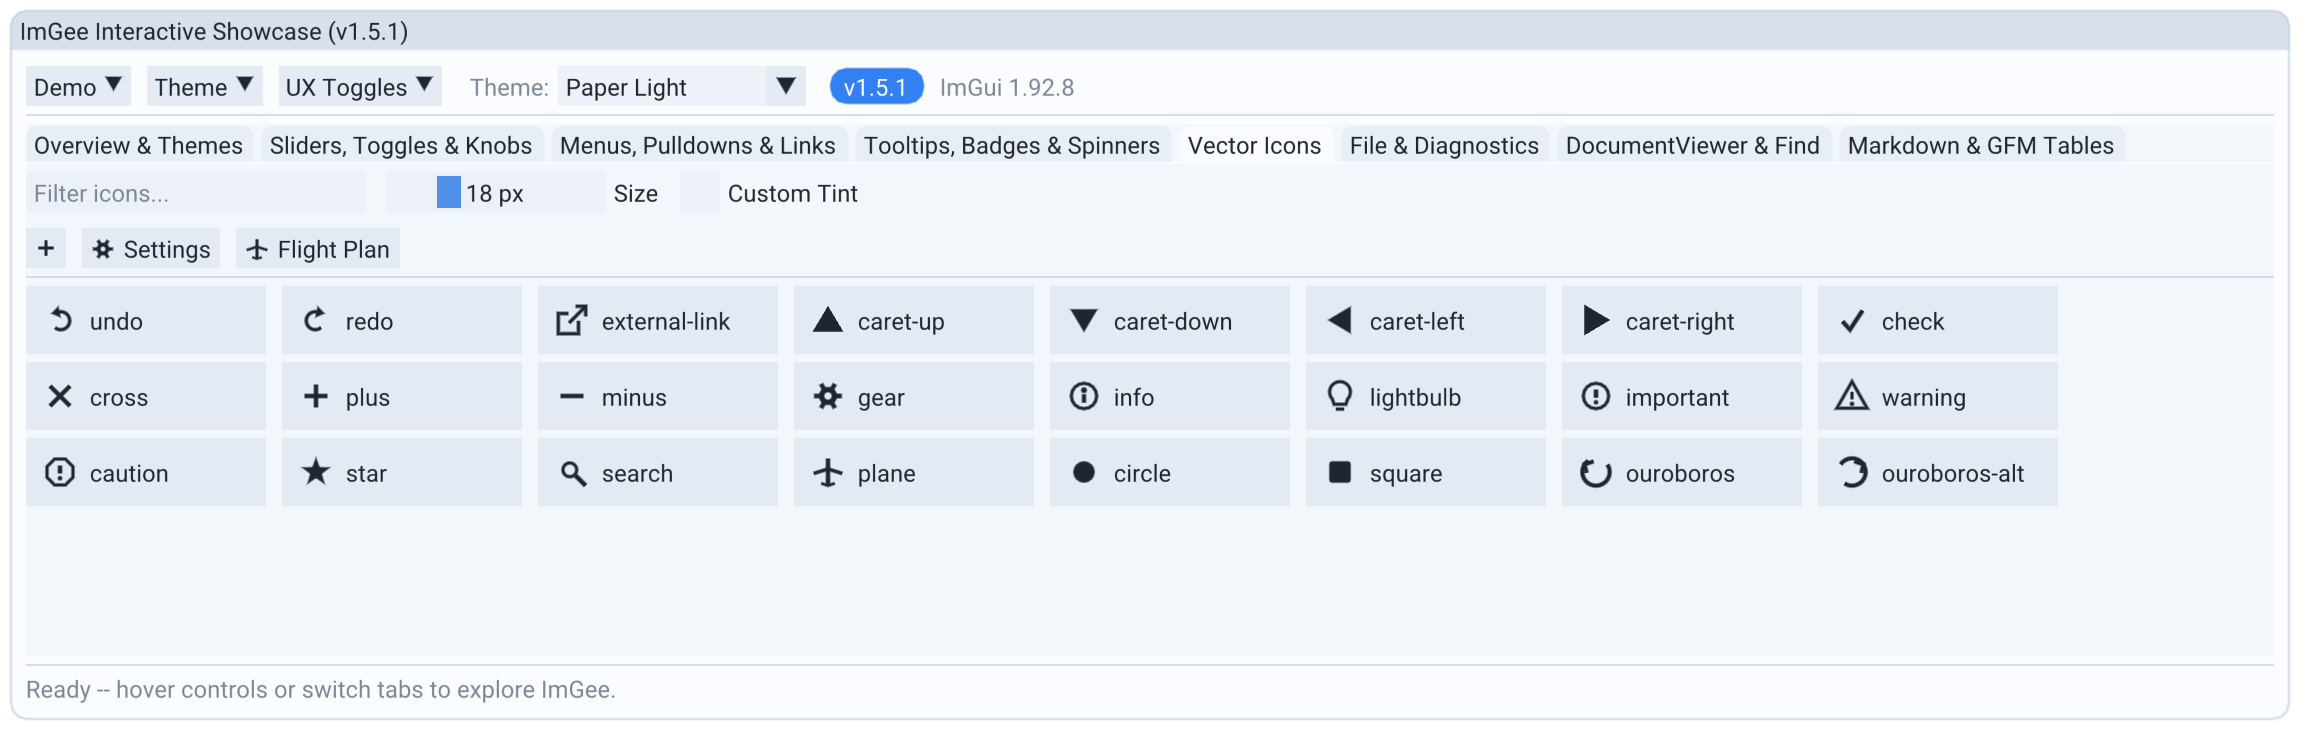 ImGee Interactive Showcase (v1.5.1)
Demo Theme UX Toggles Theme: Paper Light v1.5.1 ImGui 1.92.8
Overview & Themes Sliders, Toggles & Knobs Menus, Pulldowns & Links Tooltips, Badges & Spinners Vector Icons File & Diagnostics DocumentViewer & Find Markdown & GFM Tables
Filter icons... 18 px Size Custom Tint
+ Settings Flight Plan
undo redo external-link caret-up caret-down caret-left caret-right check
cross plus minus gear info lightbulb important warning
caution star search plane circle square ouroboros ouroboros-alt
Ready -- hover controls or switch tabs to explore ImGee.